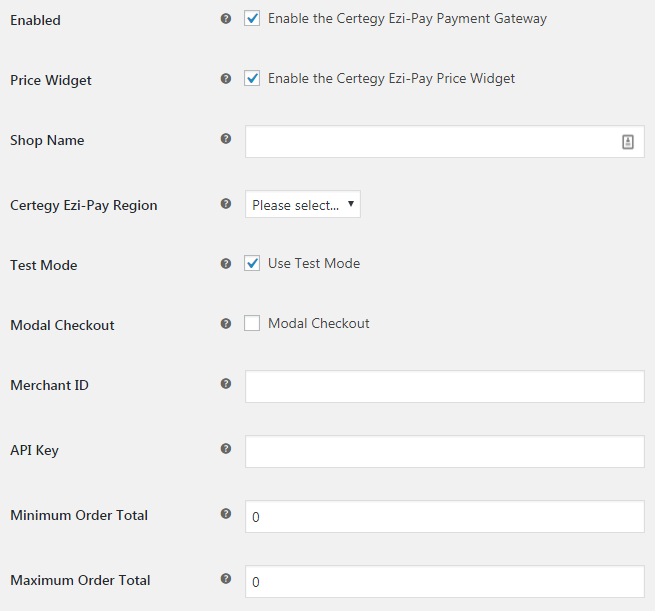 Enabled ? Enable the Certegy Ezi-Pay Payment Gateway
Price Widget ? Enable the Certegy Ezi-Pay Price Widget
Shop Name ?
Certegy Ezi-Pay Region ? Please select...
Test Mode ? Use Test Mode
Modal Checkout ? Modal Checkout
Merchant ID ?
API Key ?
Minimum Order Total ? 0
Maximum Order Total ? 0